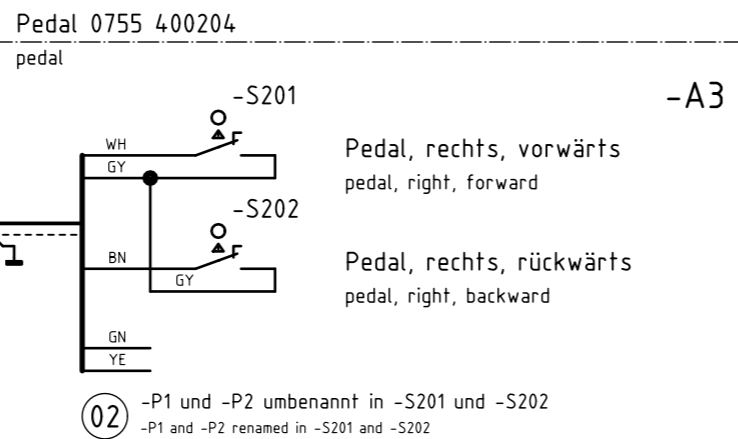 Pedal 0755 400204
pedal
-A3
-S201
WH
GY
Pedal, rechts, vorwärts
pedal, right, forward
-S202
BN
GY
Pedal, rechts, rückwärts
pedal, right, backward
GN
YE
02
-P1 und -P2 umbenannt in -S201 und -S202
-P1 and -P2 renamed in -S201 and -S202